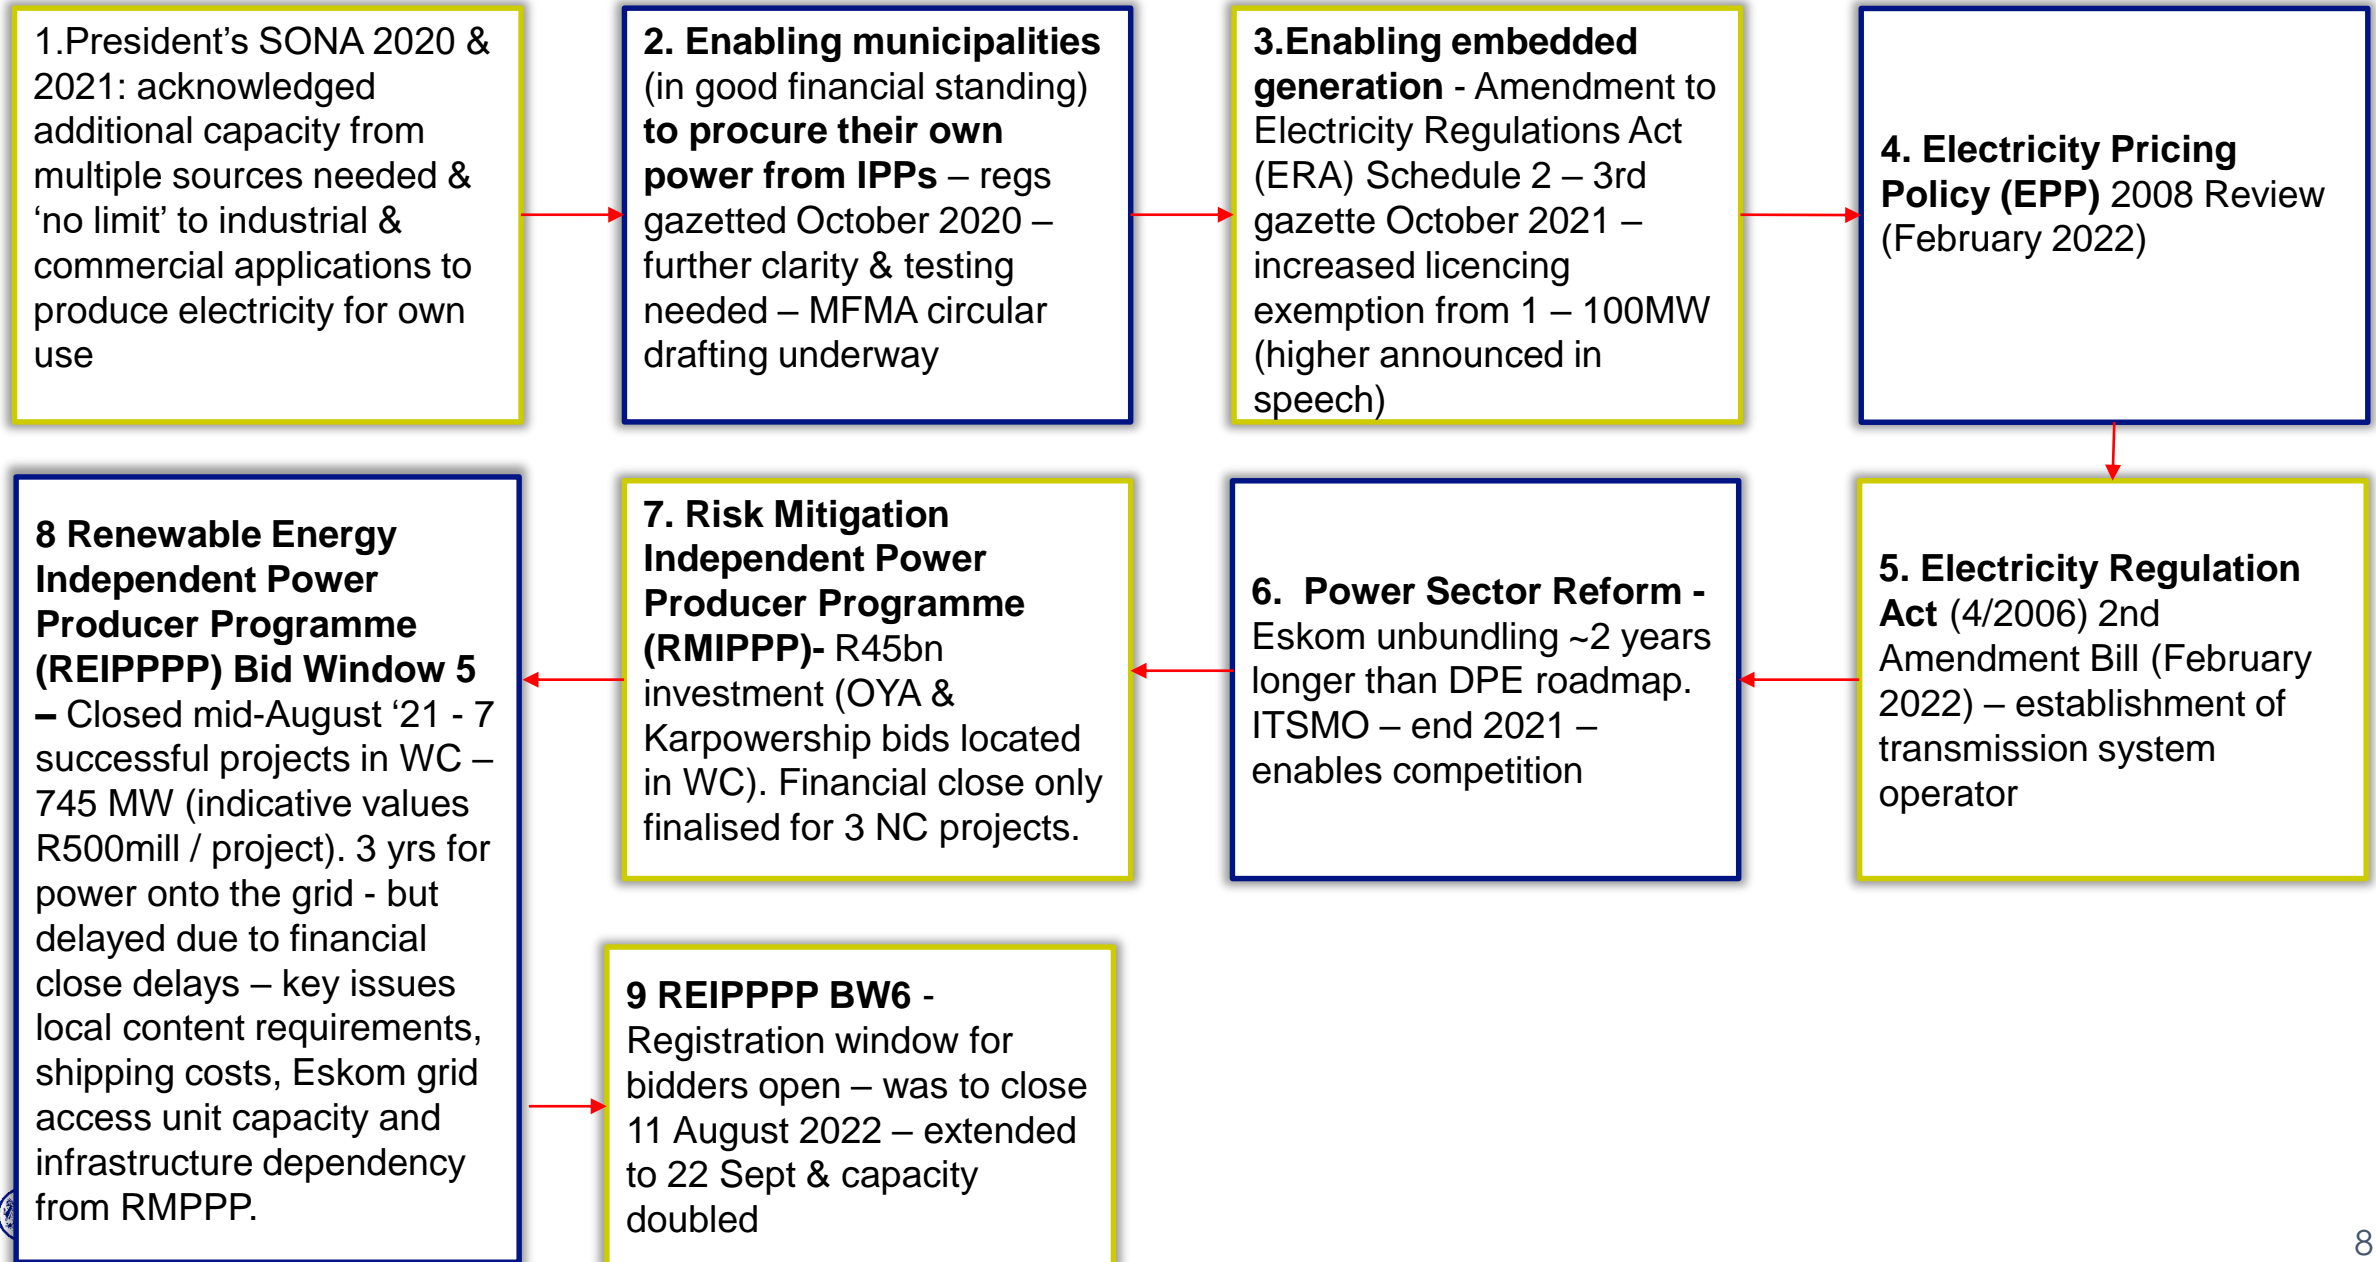 1.President’s SONA 2020 &
2021: acknowledged
additional capacity from
multiple sources needed &
‘no limit’ to industrial &
commercial applications to
produce electricity for own
use
2. Enabling municipalities
(in good financial standing)
to procure their own
power from IPPs – regs
gazetted October 2020 –
further clarity & testing
needed – MFMA circular
drafting underway
3.Enabling embedded
generation - Amendment to
Electricity Regulations Act
(ERA) Schedule 2 – 3rd
gazette October 2021 –
increased licencing
exemption from 1 – 100MW
(higher announced in
speech)
4. Electricity Pricing
Policy (EPP) 2008 Review
(February 2022)
5. Electricity Regulation
Act (4/2006) 2nd
Amendment Bill (February
2022) – establishment of
transmission system
operator
6. Power Sector Reform -
Eskom unbundling ~2 years
longer than DPE roadmap.
ITSMO – end 2021 –
enables competition
7. Risk Mitigation
Independent Power
Producer Programme
(RMIPPP)- R45bn
investment (OYA &
Karpowership bids located
in WC). Financial close only
finalised for 3 NC projects.
8 Renewable Energy
Independent Power
Producer Programme
(REIPPPP) Bid Window 5
– Closed mid-August ‘21 - 7
successful projects in WC –
745 MW (indicative values
R500mill / project). 3 yrs for
power onto the grid - but
delayed due to financial
close delays – key issues
local content requirements,
shipping costs, Eskom grid
access unit capacity and
infrastructure dependency
from RMPPP.
9 REIPPPP BW6 -
Registration window for
bidders open – was to close
11 August 2022 – extended
to 22 Sept & capacity
doubled
8